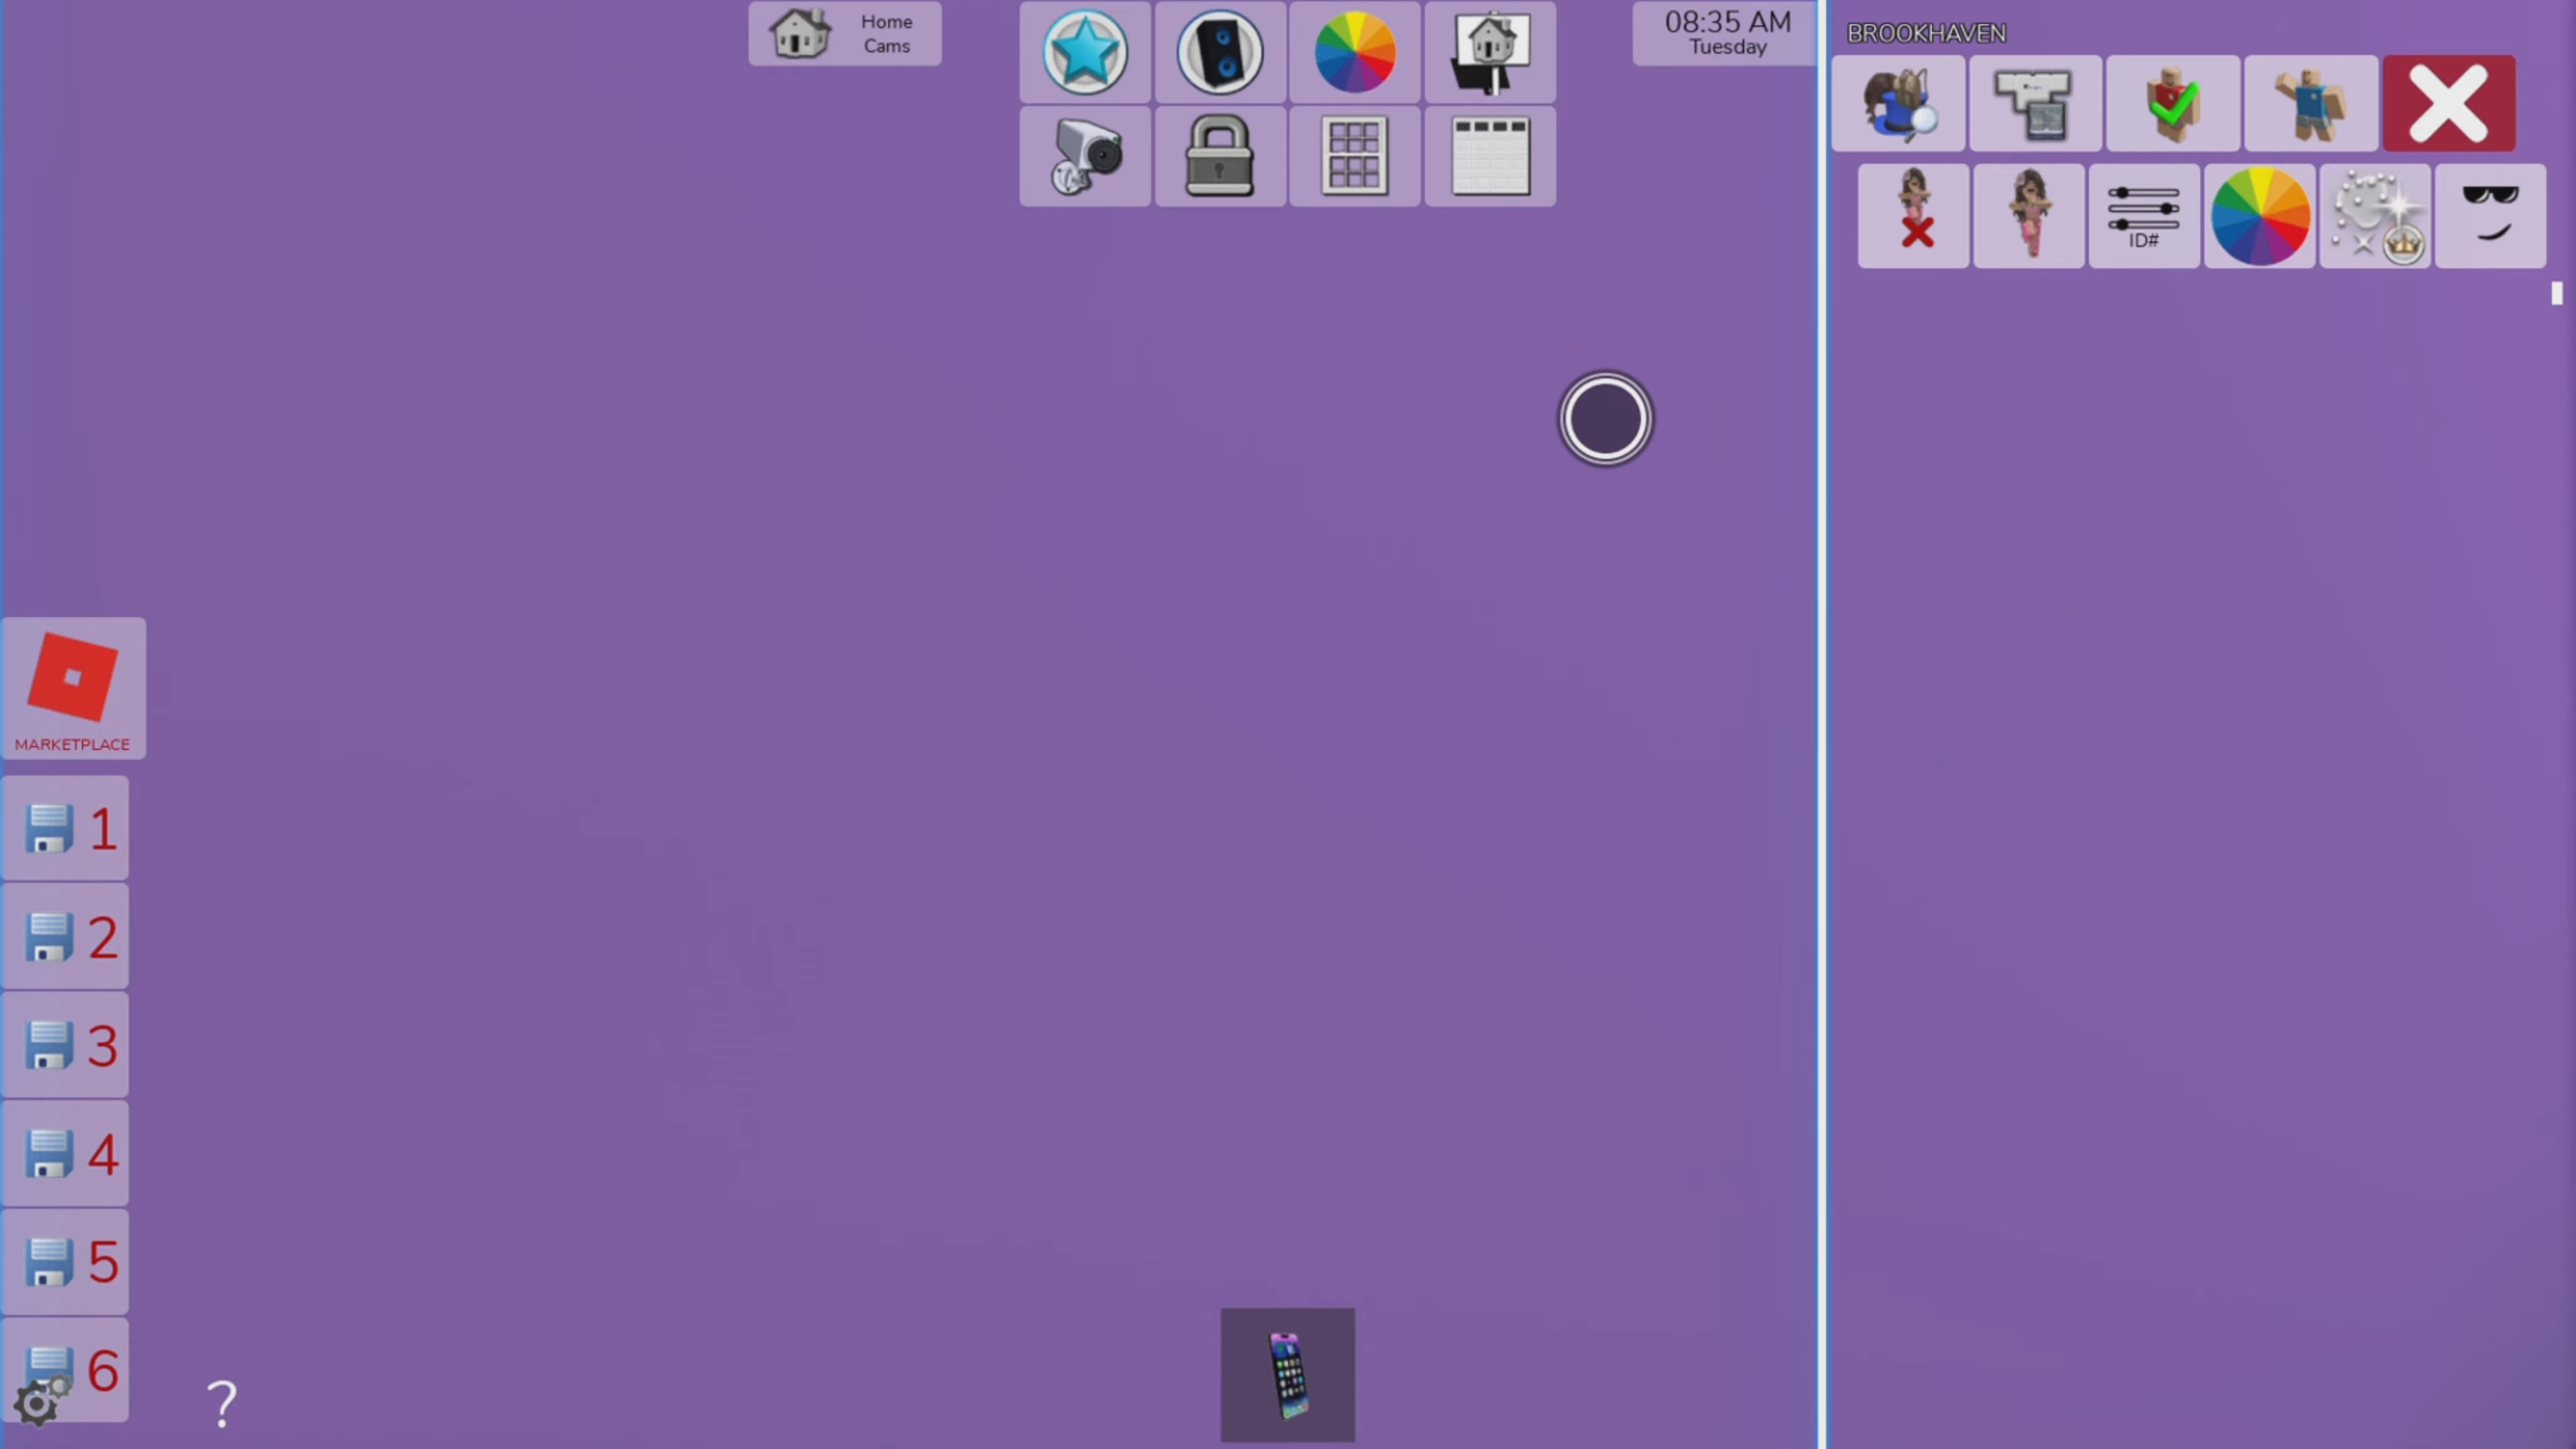 Home
Cams
08:35 AM
Tuesday
BROOKHAVEN
ID#
MARKETPLACE
1
2
3
4
5
6
?